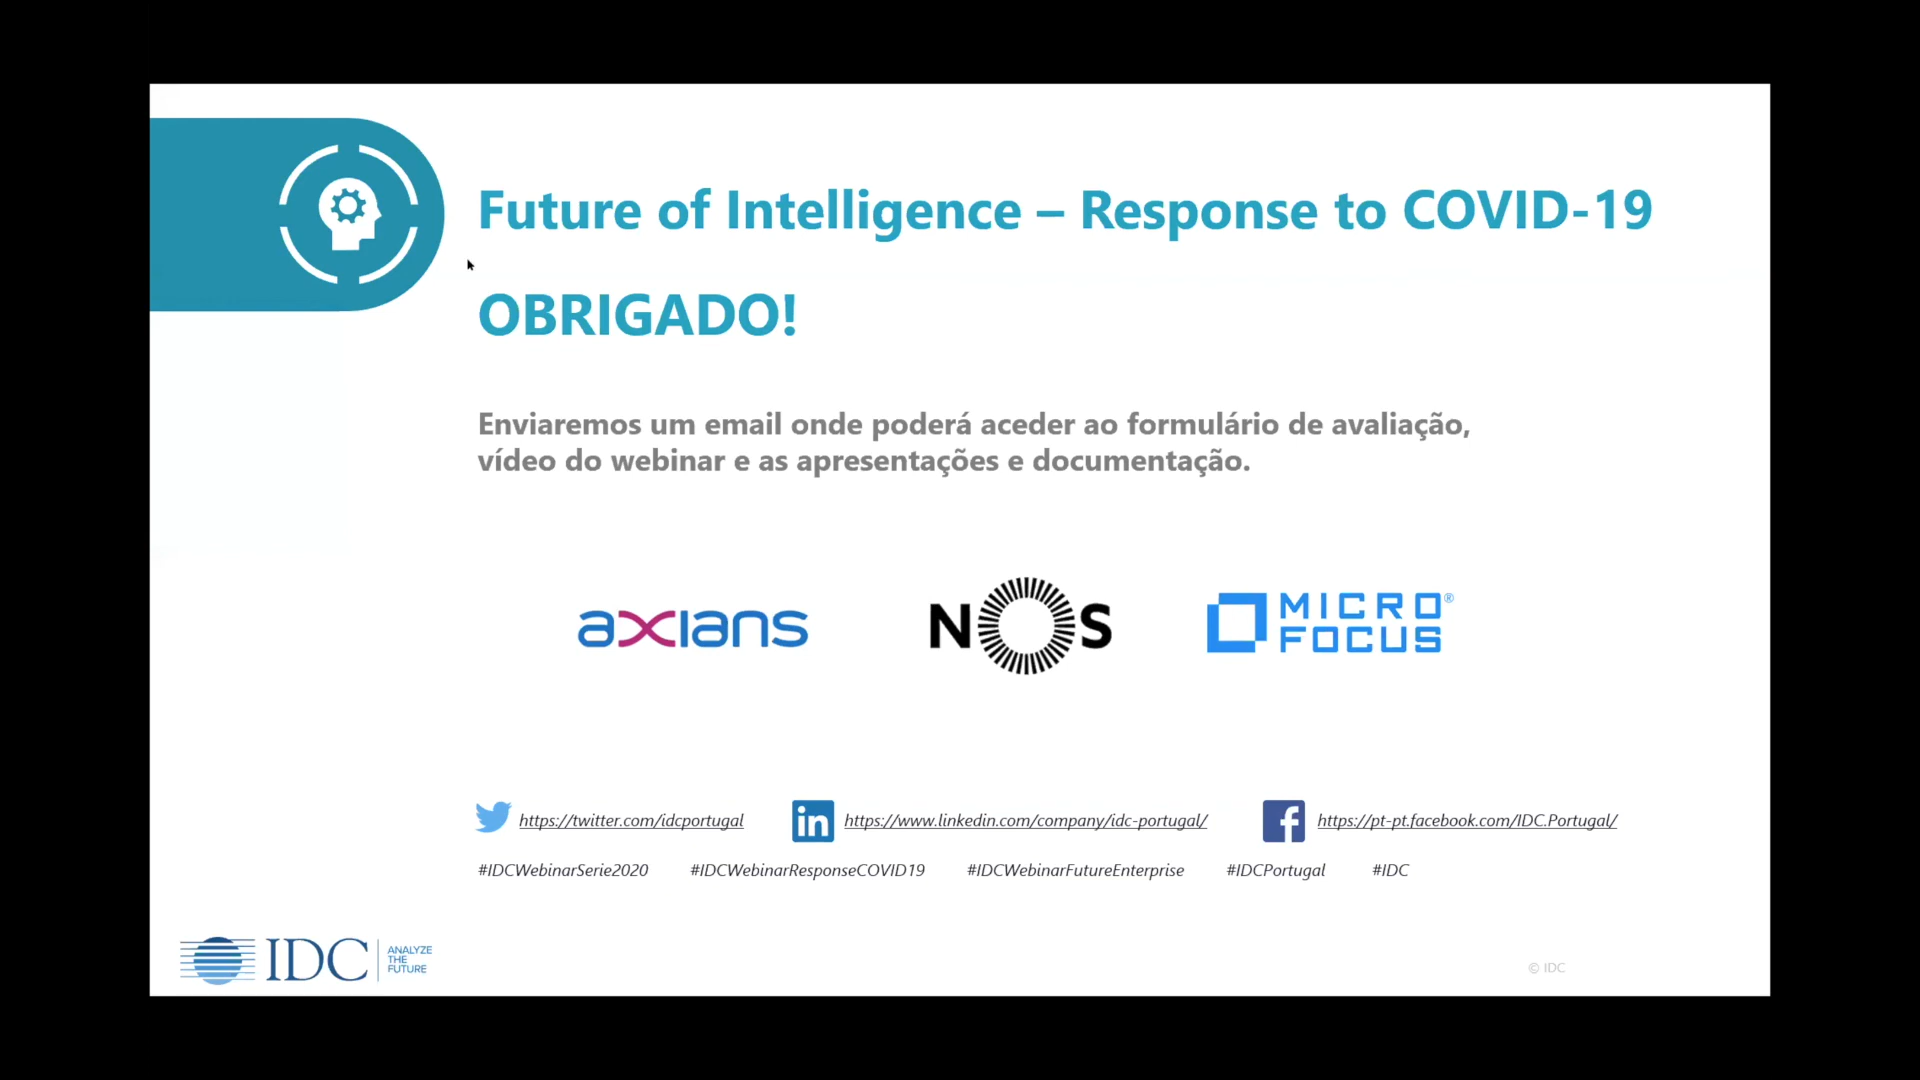 Future of Intelligence – Response to COVID-19
OBRIGADO!
Enviaremos um email onde poderá aceder ao formulário de avaliação,
vídeo do webinar e as apresentações e documentação.
axians
NOS
MICRO
FOCUS®
https://twitter.com/idcportugal
https://www.linkedin.com/company/idc-portugal/
https://pt-pt.facebook.com/IDC.Portugal/
#IDCWebinarSerie2020 #IDCWebinarResponseCOVID19 #IDCWebinarFutureEnterprise #IDCPortugal #IDC
IDC
ANALYZE
THE
FUTURE
© IDC